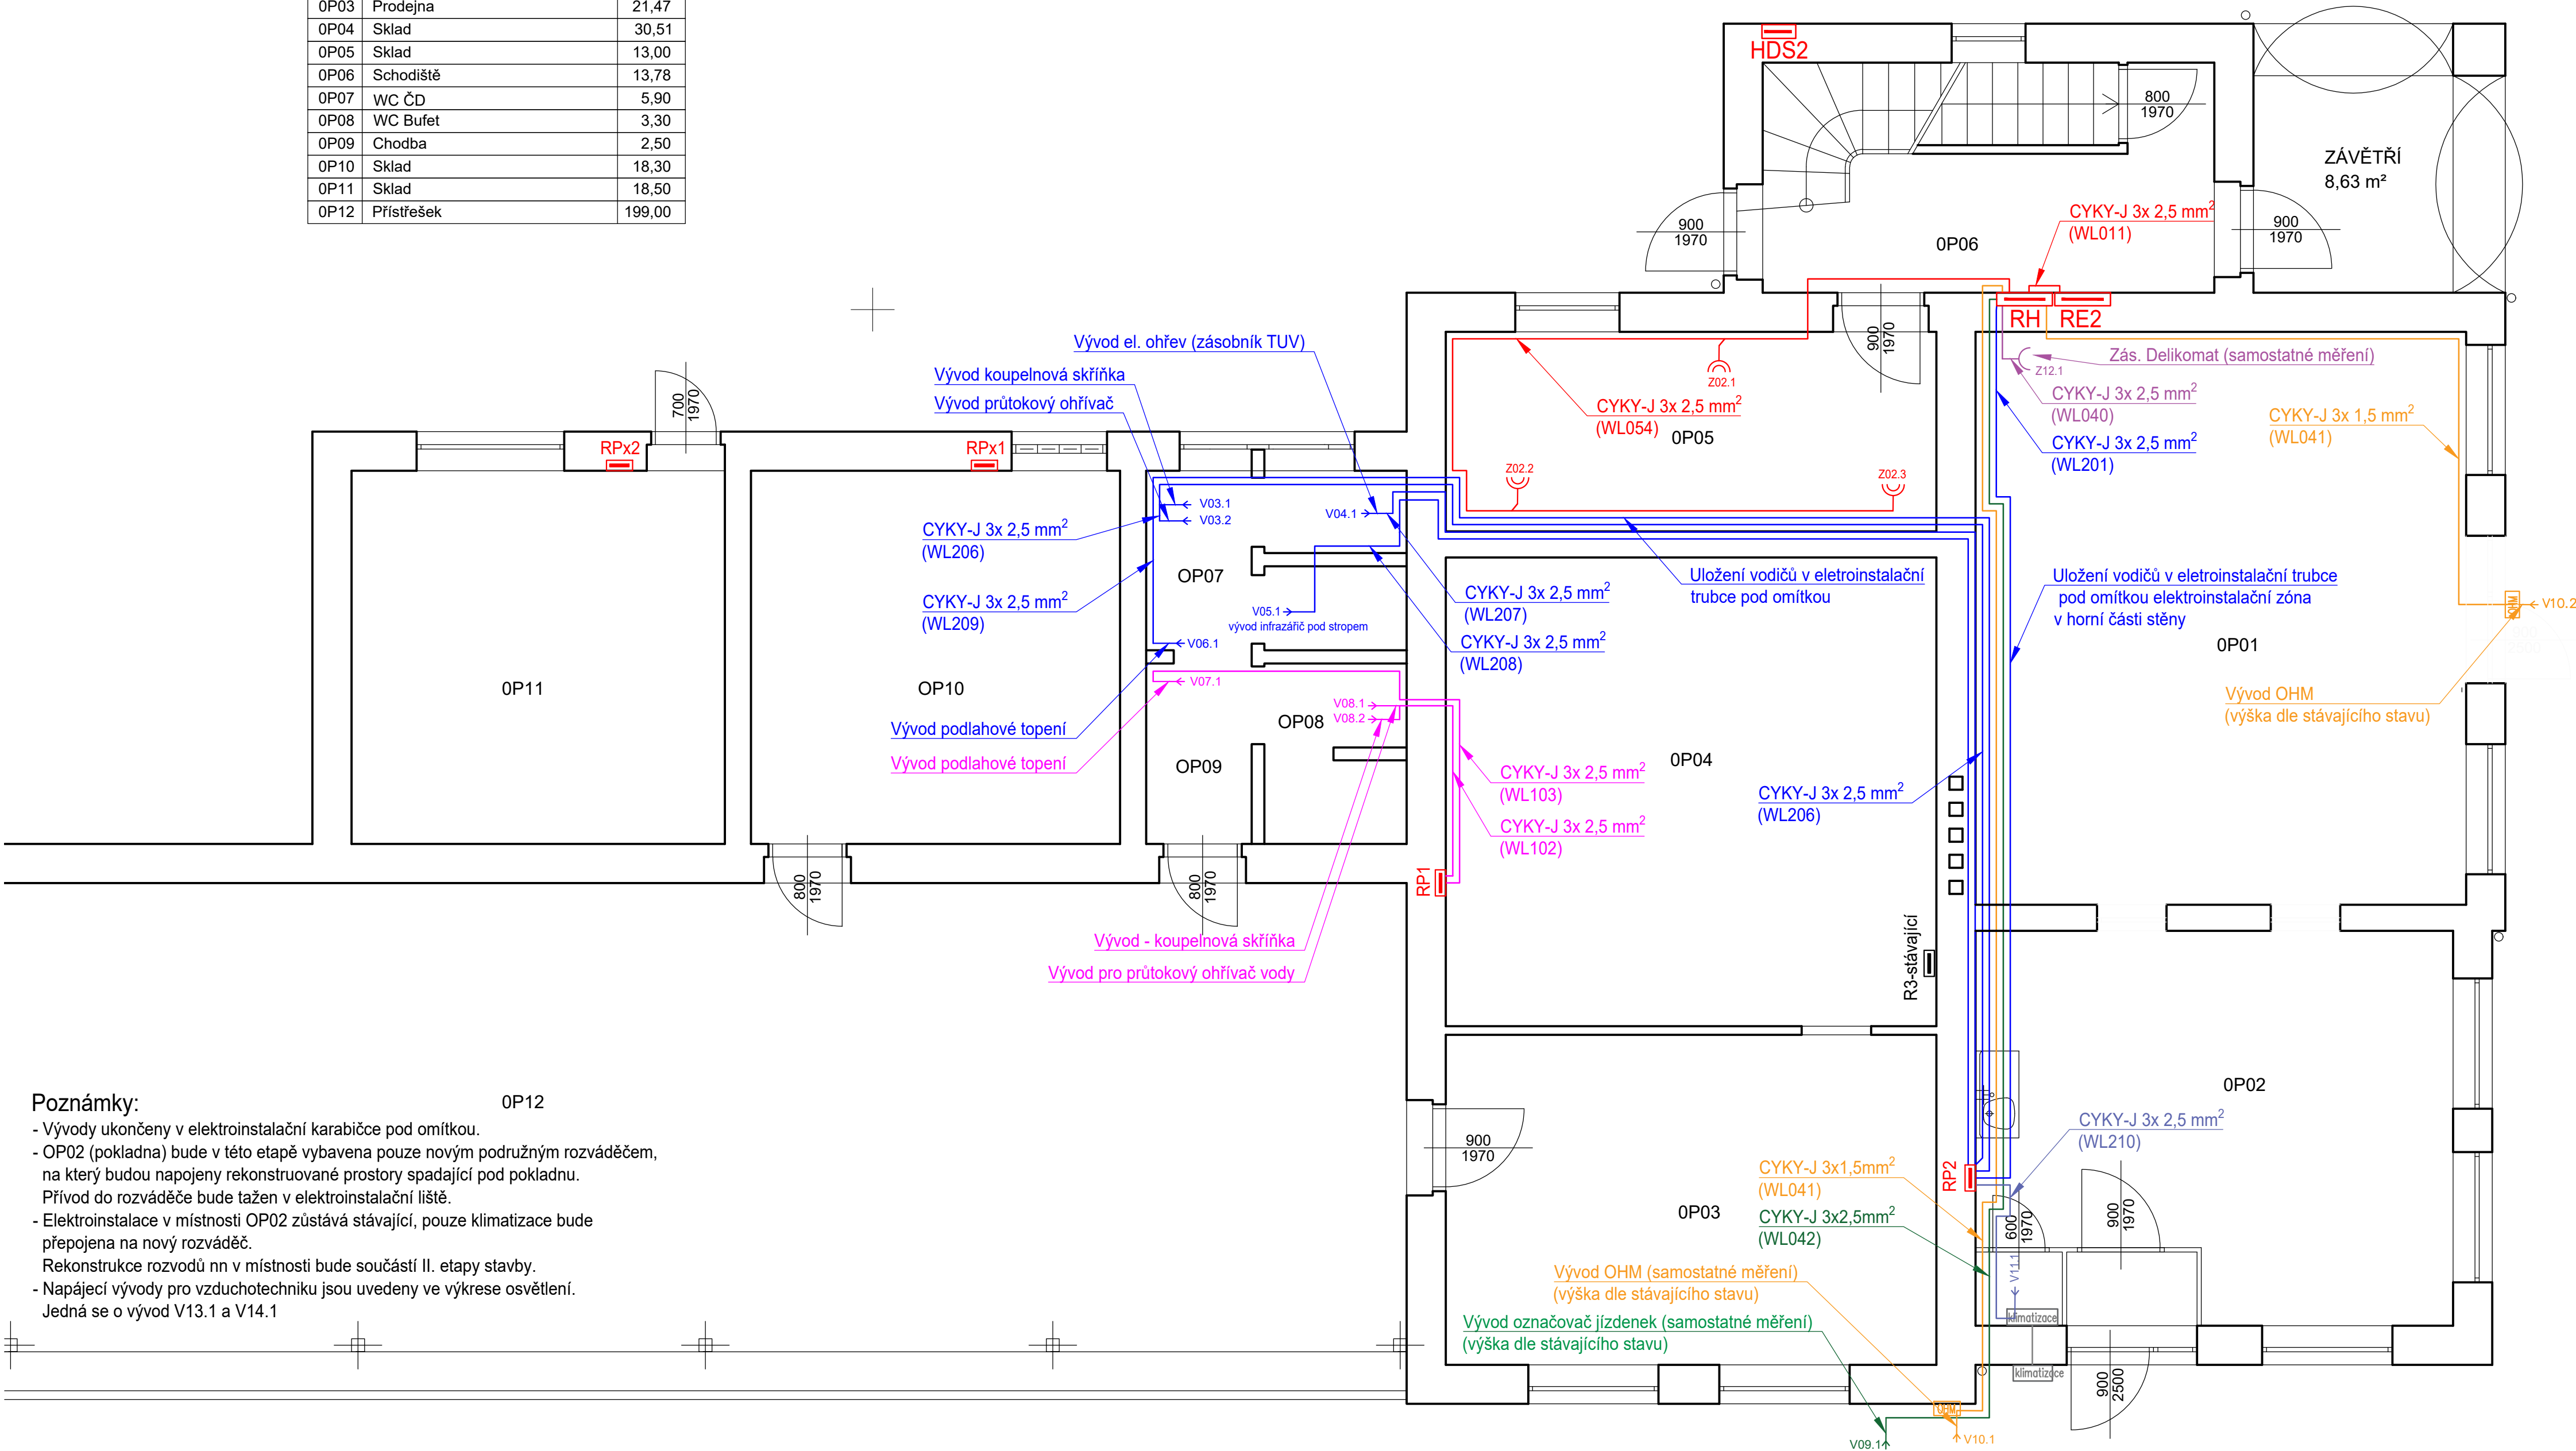 0P03 Prodejna 21,47
0P04 Sklad 30,51
0P05 Sklad 13,00
0P06 Schodiště 13,78
0P07 WC ČD 5,90
0P08 WC Bufet 3,30
0P09 Chodba 2,50
0P10 Sklad 18,30
0P11 Sklad 18,50
0P12 Přístřešek 199,00
HDS2
800
1970
ZÁVĚTŘÍ
8,63 m²
CYKY-J 3x 2,5 mm²
(WL011)
900
1970
900
1970
0P06
RH RE2
900
1970
Vývod el. ohřev (zásobník TUV)
Vývod koupelnová skříňka
Vývod průtokový ohřívač
Zás. Delikomat (samostatné měření)
Z12.1
CYKY-J 3x 2,5 mm²
(WL040)
CYKY-J 3x 2,5 mm²
(WL201)
CYKY-J 3x 1,5 mm²
(WL041)
Z02.1
CYKY-J 3x 2,5 mm²
(WL054)
0P05
Z02.2
Z02.3
700
1970
RPx2
RPx1
V03.1
V03.2
V04.1
CYKY-J 3x 2,5 mm²
(WL206)
CYKY-J 3x 2,5 mm²
(WL209)
OP07
V05.1
vývod infrazářič pod stropem
V06.1
CYKY-J 3x 2,5 mm²
(WL207)
CYKY-J 3x 2,5 mm²
(WL208)
Uložení vodičů v eletroinstalační
trubce pod omítkou
Uložení vodičů v eletroinstalační trubce
pod omítkou elektroinstalační zóna
v horní části stěny
OHM
V10.2
0P01
Vývod OHM
(výška dle stávajícího stavu)
0P11
OP10
V07.1
V08.1
V08.2
OP08
Vývod podlahové topení
Vývod podlahové topení
OP09
0P04
CYKY-J 3x 2,5 mm²
(WL103)
CYKY-J 3x 2,5 mm²
(WL102)
CYKY-J 3x 2,5 mm²
(WL206)
RP1
800
1970
800
1970
Vývod - koupelnová skříňka
Vývod pro průtokový ohřívač vody
R3-stávající
0P02
0P12
Poznámky:
- Vývody ukončeny v elektroinstalační karabičce pod omítkou.
- OP02 (pokladna) bude v této etapě vybavena pouze novým podružným rozváděčem,
na který budou napojeny rekonstruované prostory spadající pod pokladnu.
Přívod do rozváděče bude tažen v elektroinstalační liště.
- Elektroinstalace v místnosti OP02 zůstává stávající, pouze klimatizace bude
přepojena na nový rozváděč.
Rekonstrukce rozvodů nn v místnosti bude součástí II. etapy stavby.
- Napájecí vývody pro vzduchotechniku jsou uvedeny ve výkrese osvětlení.
Jedná se o vývod V13.1 a V14.1
900
1970
CYKY-J 3x 2,5 mm²
(WL210)
RP2
CYKY-J 3x1,5mm²
(WL041)
CYKY-J 3x2,5mm²
(WL042)
0P03
600
1970
900
1970
V11.1
Vývod OHM (samostatné měření)
(výška dle stávajícího stavu)
Vývod označovač jízdenek (samostatné měření)
(výška dle stávajícího stavu)
klimatizace
klimatizace
900
2500
OHM
V10.1
V09.1